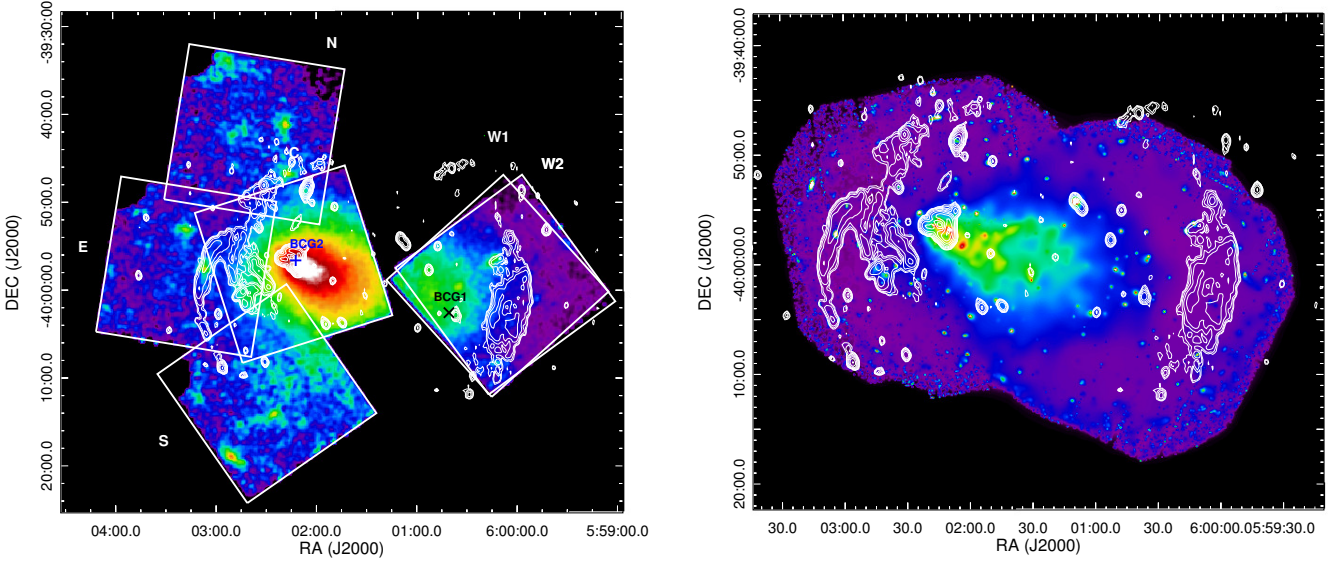 -39:30:00
40:00.0
50:00.0
-40:00:00.0
10:00.0
20:00.0
DEC (J2000)
N
E
S
C
W1
W2
BCG2
BCG1
04:00.0 03:00.0 02:00.0 01:00.0 6:00:00.0 5:59:00.0
RA (J2000)
-39:40:00.0
50:00.0
-40:00:00.0
10:00.0
20:00.0
DEC (J2000)
30.0 03:00.0 30.0 02:00.0 30.0 01:00.0 30.0 6:00:00.0 5:59:30.0
RA (J2000)